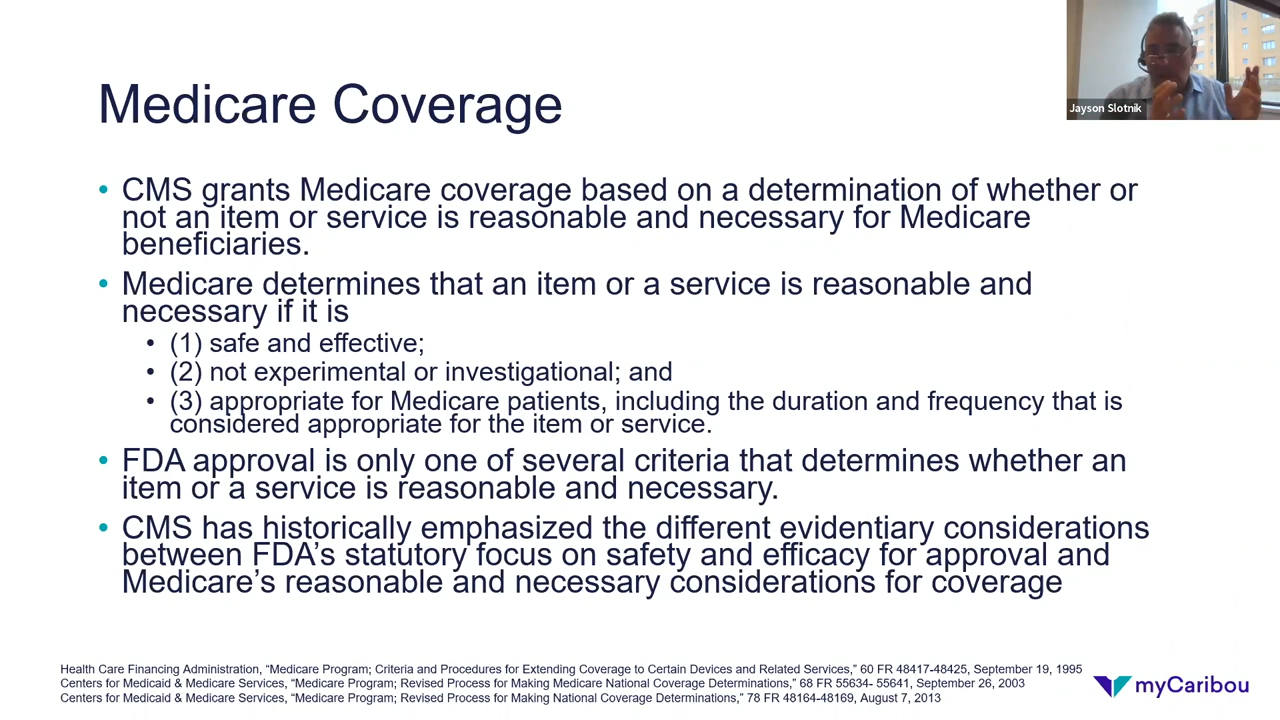 Jayson Slotnik
Medicare Coverage
• CMS grants Medicare coverage based on a determination of whether or
not an item or service is reasonable and necessary for Medicare
beneficiaries.
• Medicare determines that an item or a service is reasonable and
necessary if it is
• (1) safe and effective;
• (2) not experimental or investigational; and
• (3) appropriate for Medicare patients, including the duration and frequency that is
considered appropriate for the item or service.
• FDA approval is only one of several criteria that determines whether an
item or a service is reasonable and necessary.
• CMS has historically emphasized the different evidentiary considerations
between FDA’s statutory focus on safety and efficacy for approval and
Medicare’s reasonable and necessary considerations for coverage
Health Care Financing Administration, “Medicare Program; Criteria and Procedures for Extending Coverage to Certain Devices and Related Services,” 60 FR 48417-48425, September 19, 1995
Centers for Medicaid & Medicare Services, “Medicare Program; Revised Process for Making Medicare National Coverage Determinations,” 68 FR 55634- 55641, September 26, 2003
Centers for Medicaid & Medicare Services, “Medicare Program; Revised Process for Making National Coverage Determinations,” 78 FR 48164-48169, August 7, 2013
myCaribou